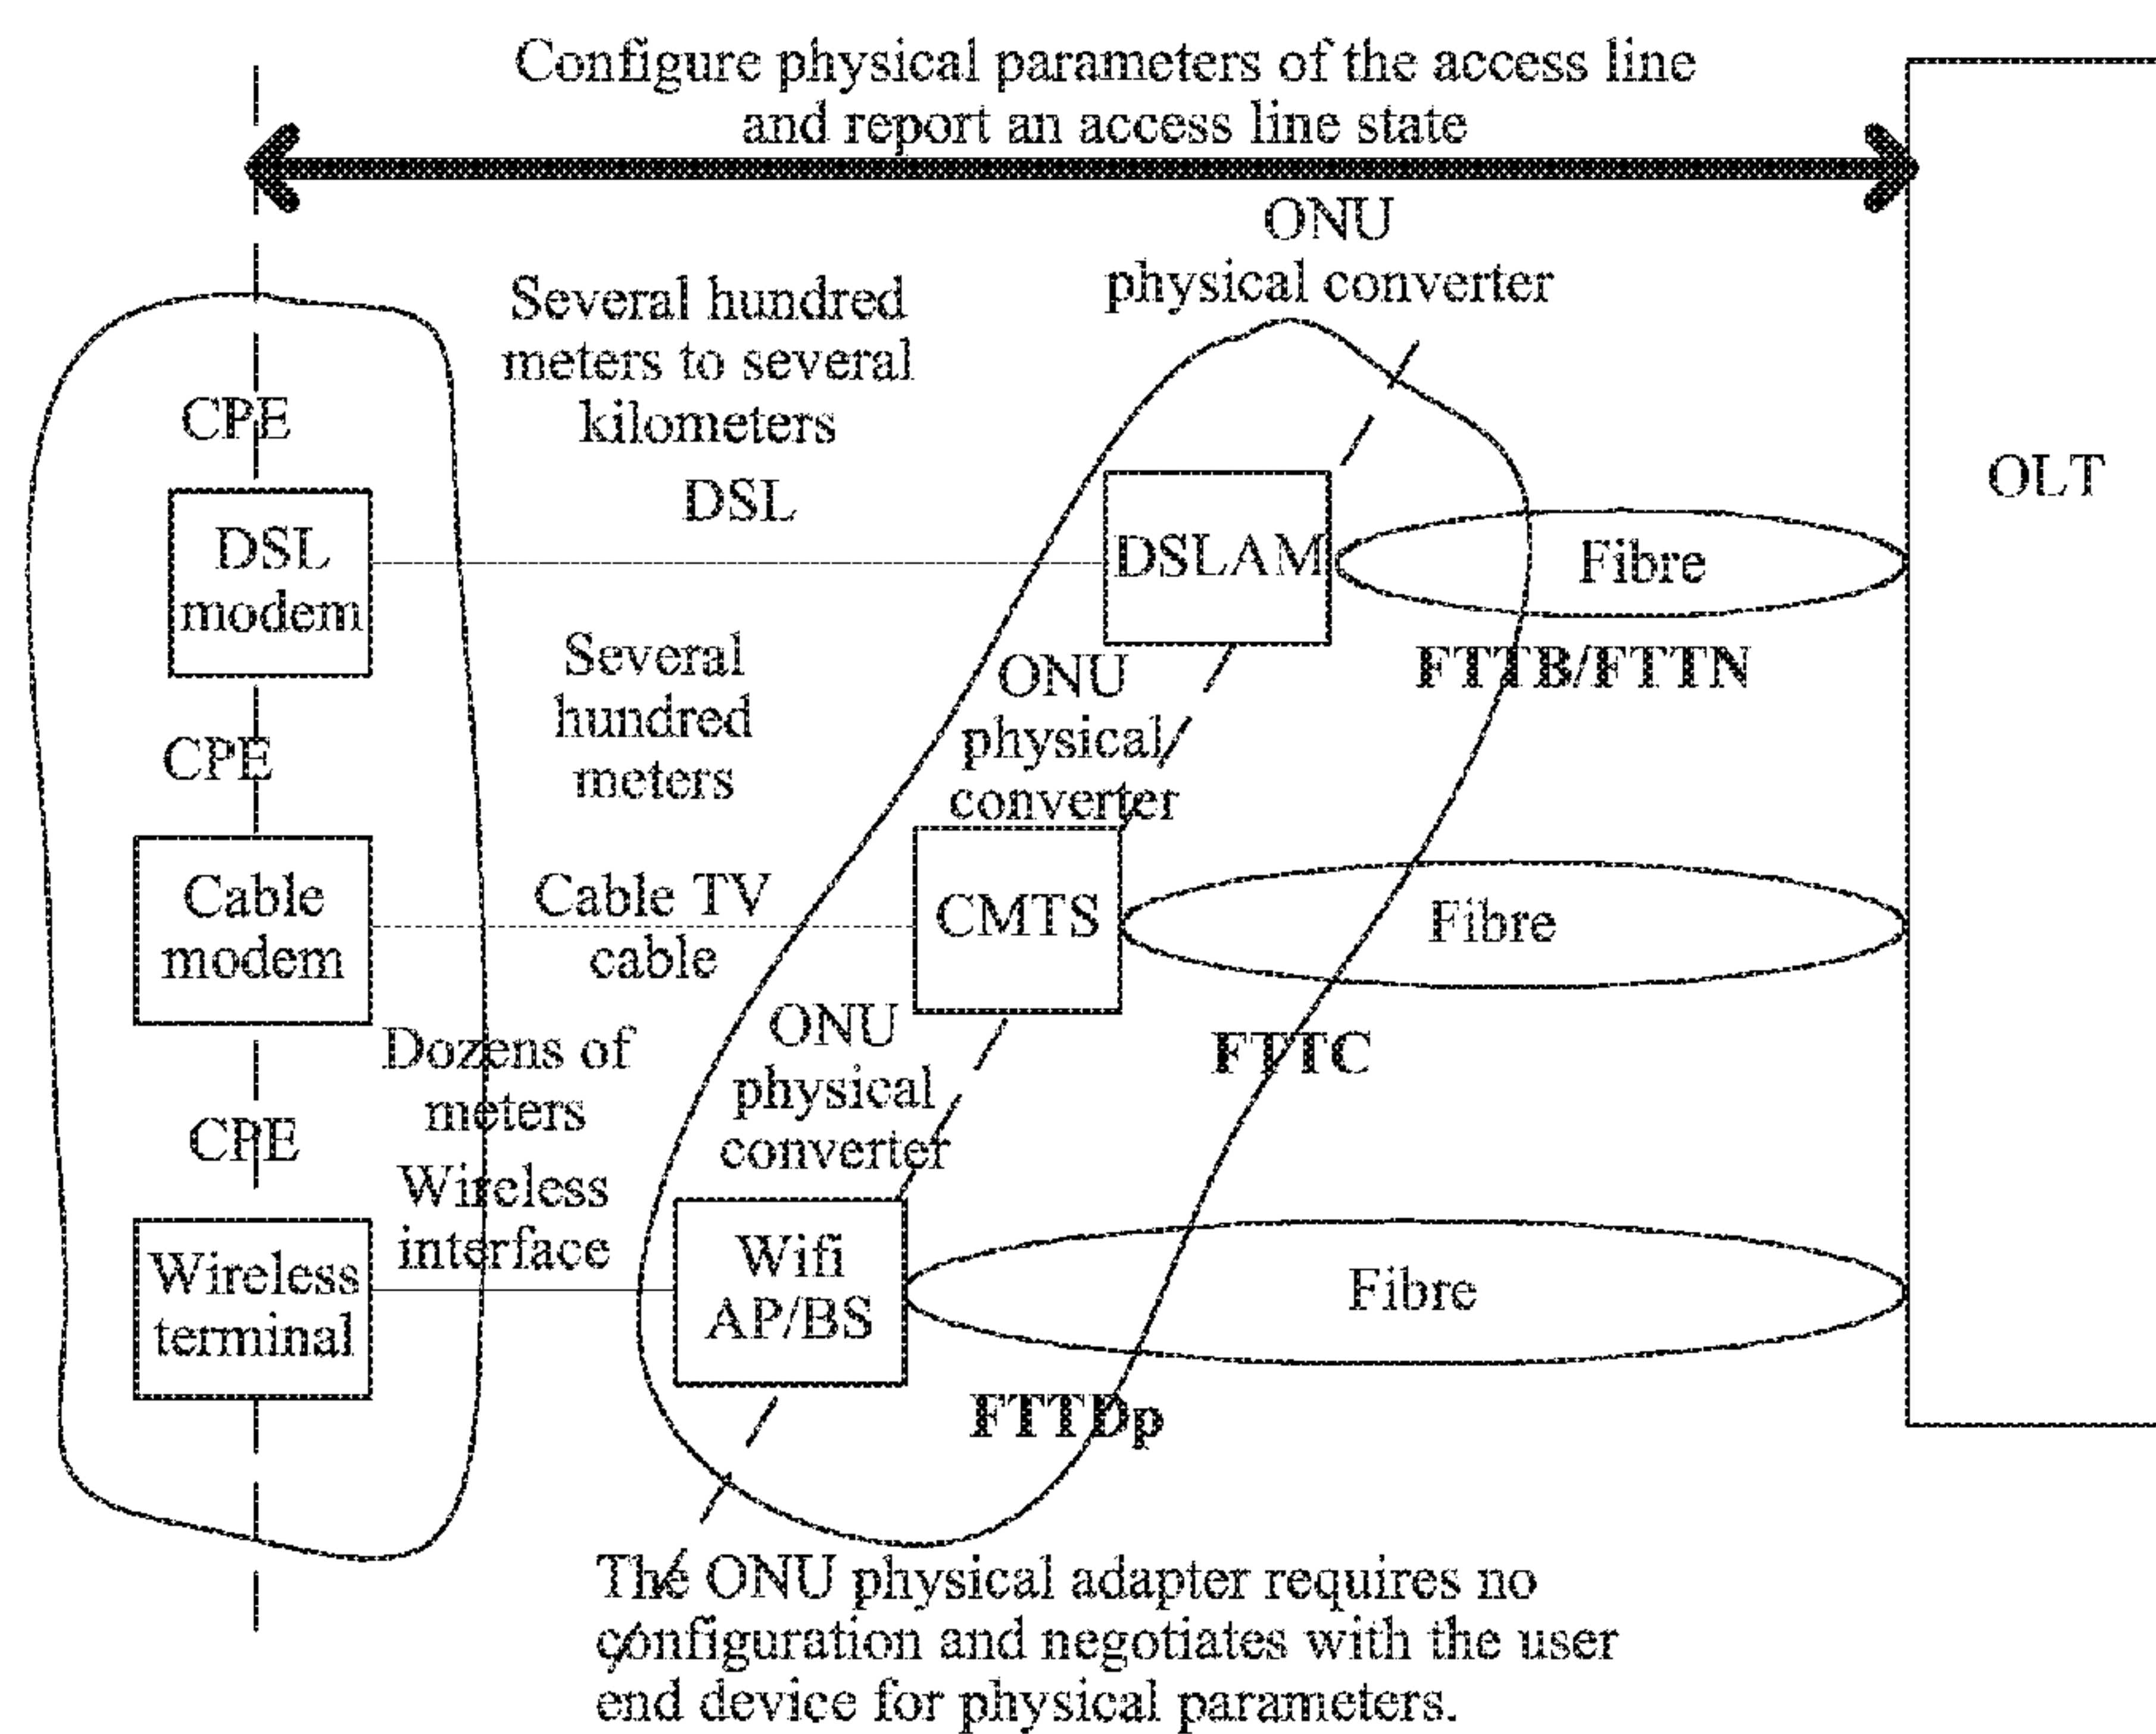 Configure physical parameters of the access line
and report an access line state
ONU
physical converter
Several hundred
meters to several
kilometers
CPE
DSL
OLT
DSL
modem
DSLAM
Fibre
FTTB/FTTN
Several
hundred
meters
ONU
physical
converter
CPE
Cable
modem
Cable TV
cable
CMTS
Fibre
FTTC
Dozens of
meters
ONU
physical
converter
CPE
Wireless
interface
Wireless
terminal
Wifi
AP/BS
Fibre
FTTDp
The ONU physical adapter requires no
configuration and negotiates with the user
end device for physical parameters.